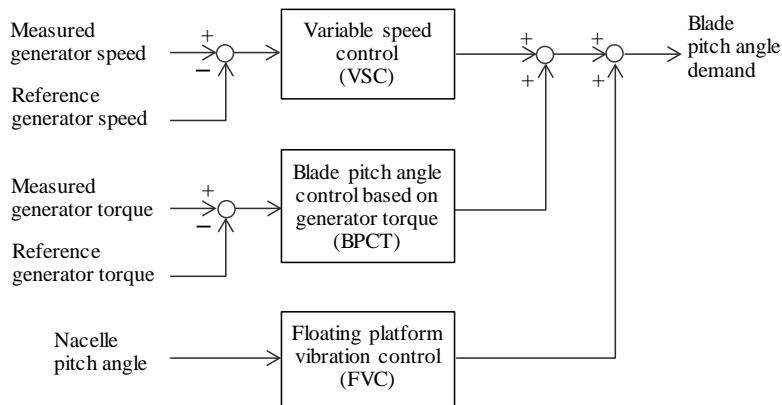 Measured
generator speed
+
−
Reference
generator speed
Variable speed
control
(VSC)
+
+
+
+
Blade
pitch angle
demand
Measured
generator torque
+
−
Reference
generator torque
Blade pitch angle
control based on
generator torque
(BPCT)
Nacelle
pitch angle
Floating platform
vibration control
(FVC)